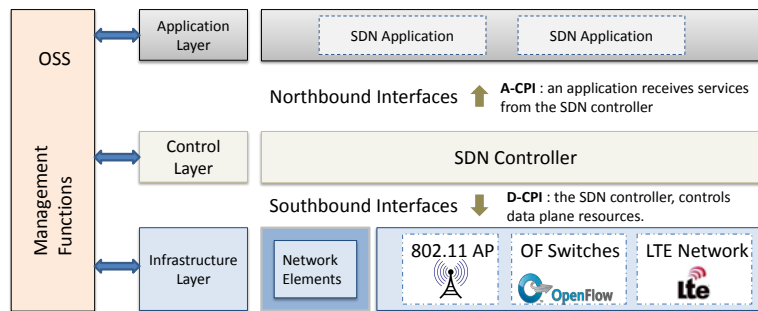 OSS
Management
Functions
Application
Layer
SDN Application
SDN Application
Northbound Interfaces
A-CPI : an application receives services
from the SDN controller
Control
Layer
SDN Controller
Southbound Interfaces
D-CPI : the SDN controller, controls
data plane resources.
Infrastructure
Layer
Network
Elements
802.11 AP
OF Switches
OpenFlow
LTE Network
Lte